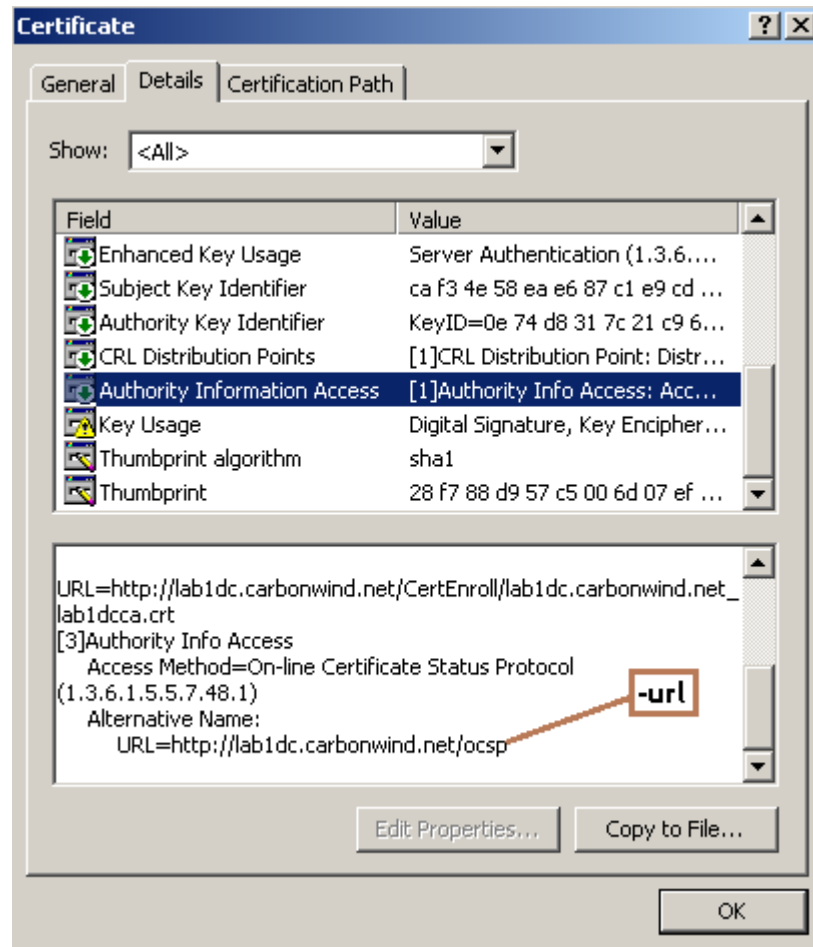 Certificate
General Details Certification Path
Show: <All>
Field Value
Enhanced Key Usage Server Authentication (1.3.6....
Subject Key Identifier ca f3 4e 58 ea e6 87 c1 e9 cd ...
Authority Key Identifier KeyID=0e 74 d8 31 7c 21 c9 6...
CRL Distribution Points [1]CRL Distribution Point: Distr...
Authority Information Access [1]Authority Info Access: Acc...
Key Usage Digital Signature, Key Encipher...
Thumbprint algorithm sha1
Thumbprint 28 f7 88 d9 57 c5 00 6d 07 ef ...
URL=http://lab1dc.carbonwind.net/CertEnroll/lab1dc.carbonwind.net_
lab1dcca.crt
[3]Authority Info Access
Access Method=On-line Certificate Status Protocol
(1.3.6.1.5.5.7.48.1)
-url
Alternative Name:
URL=http://lab1dc.carbonwind.net/ocsp
Edit Properties... Copy to File...
OK